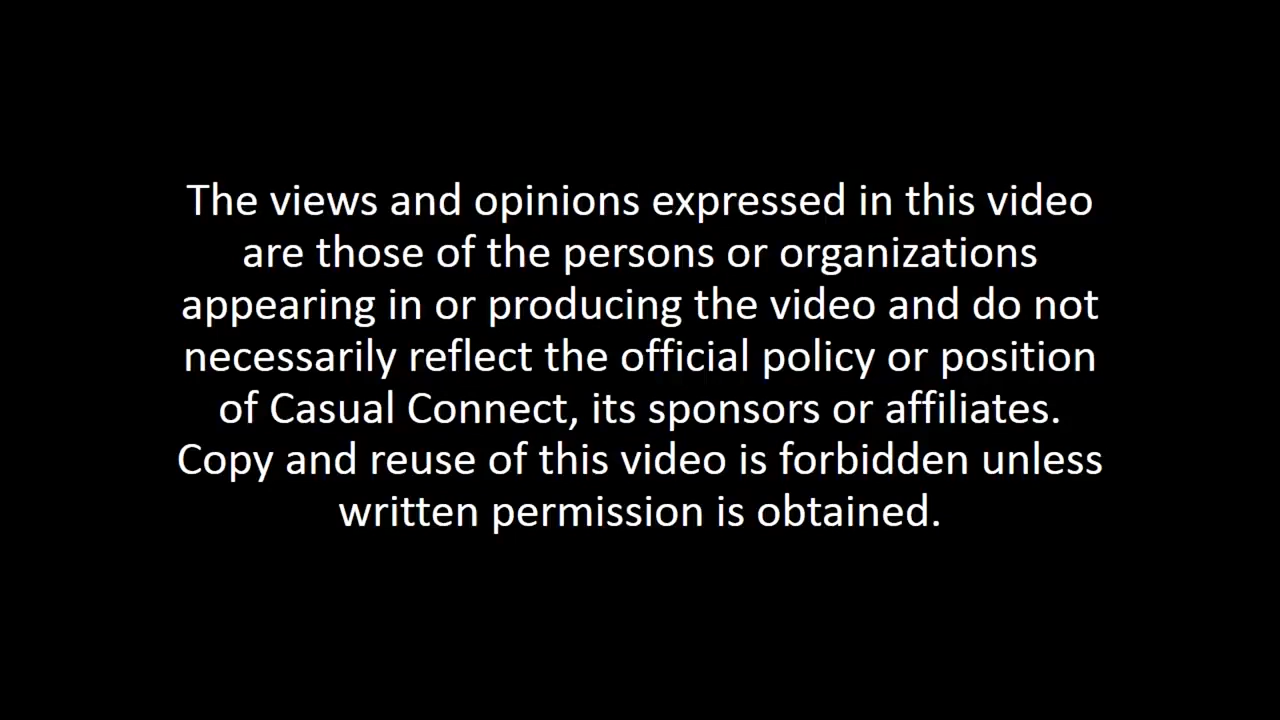 The views and opinions expressed in this video
are those of the persons or organizations
appearing in or producing the video and do not
necessarily reflect the official policy or position
of Casual Connect, its sponsors or affiliates.
Copy and reuse of this video is forbidden unless
written permission is obtained.